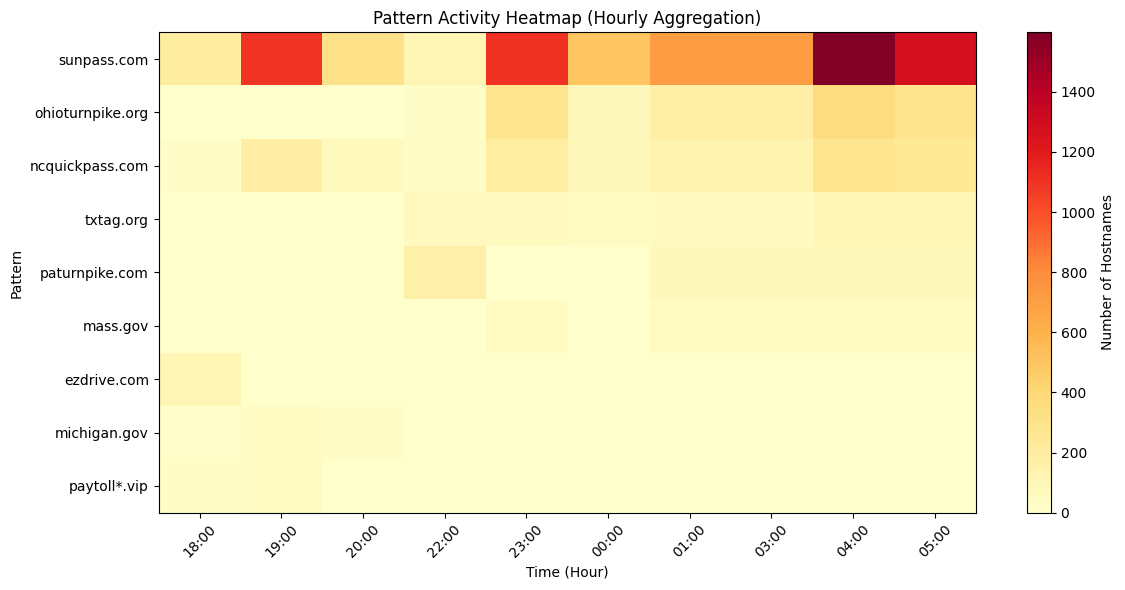 Pattern Activity Heatmap (Hourly Aggregation)
Pattern
sunpass.com
ohioturnpike.org
ncquickpass.com
txtag.org
paturnpike.com
mass.gov
ezdrive.com
michigan.gov
paytoll*.vip
18:00
19:00
20:00
22:00
23:00
00:00
01:00
03:00
04:00
05:00
Time (Hour)
1400
1200
1000
800
600
400
200
0
Number of Hostnames